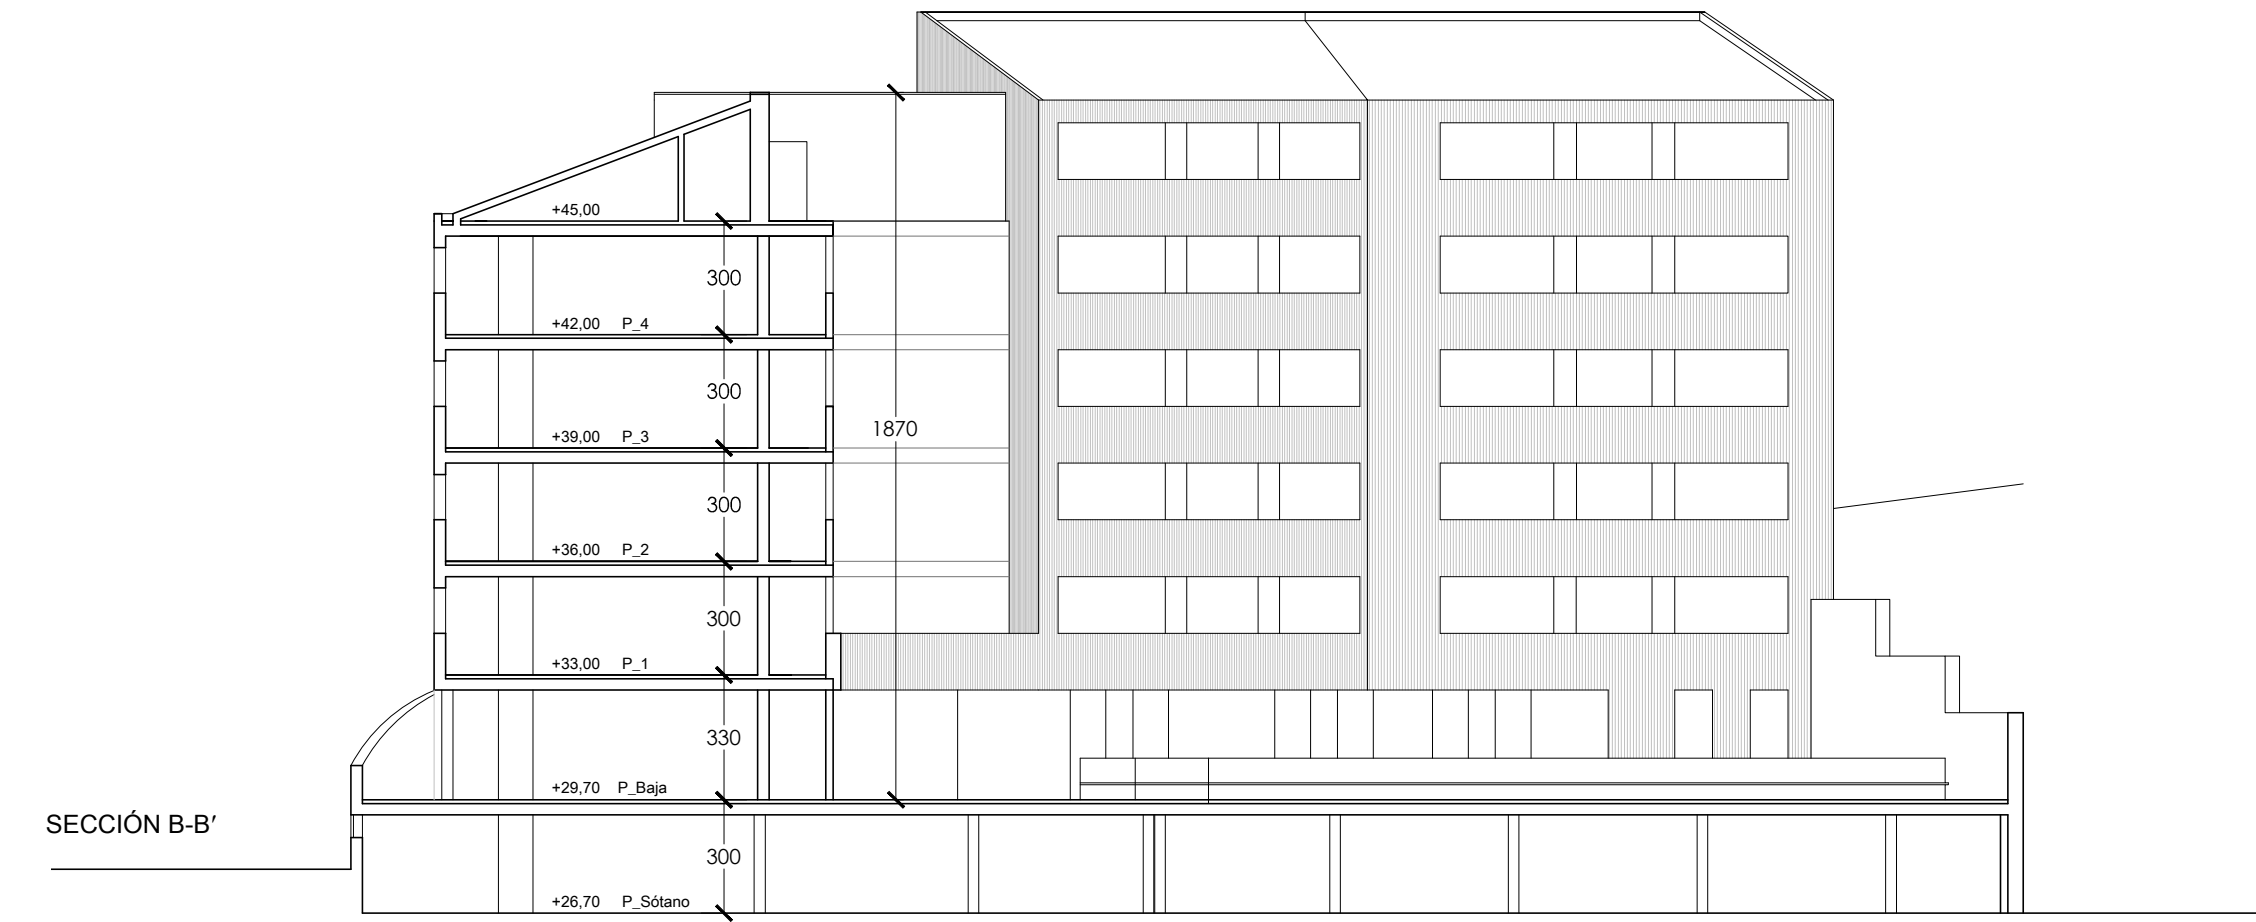 +45,00
300
+42,00 P_4
300
1870
+39,00 P_3
300
+36,00 P_2
300
+33,00 P_1
330
+29,70 P_Baja
SECCIÓN B-B′
300
+26,70 P_Sótano